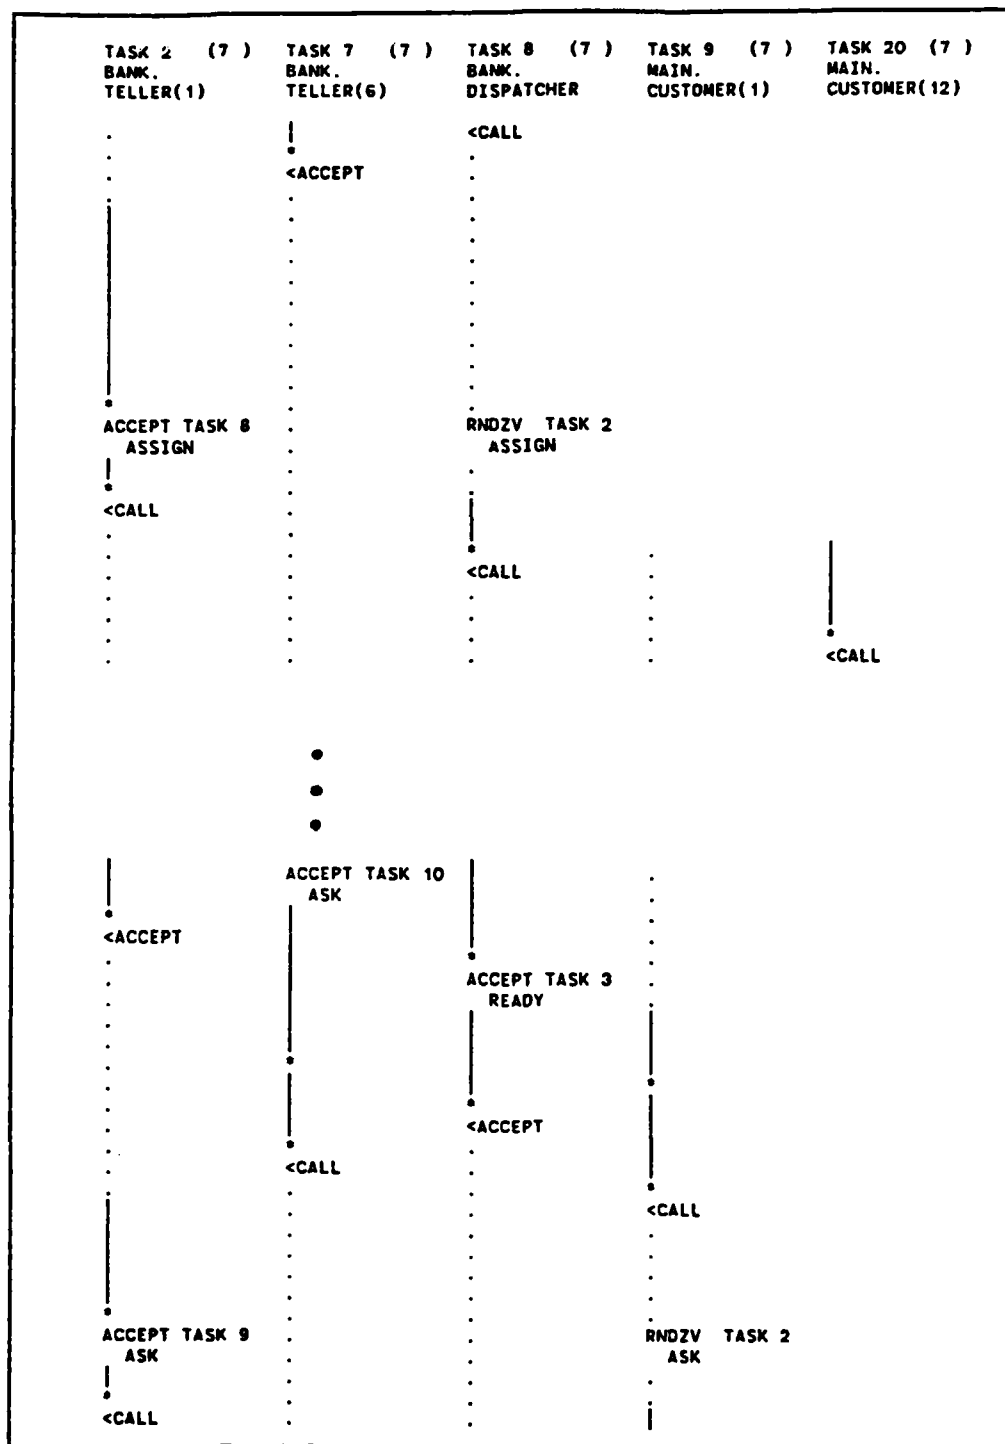 TASK 2 (7 ) TASK 7 (7 ) TASK 8 (7 ) TASK 9 (7 ) TASK 20 (7 )
BANK. BANK. BANK. MAIN. MAIN.
TELLER(1) TELLER(6) DISPATCHER CUSTOMER(1) CUSTOMER(12)
<CALL
<ACCEPT
ACCEPT TASK 8 RNDZV TASK 2
ASSIGN ASSIGN
<CALL
<CALL
<CALL
ACCEPT TASK 10
ASK
<ACCEPT
ACCEPT TASK 3
READY
<ACCEPT
<CALL
<CALL
ACCEPT TASK 9 RNDZV TASK 2
ASK ASK
<CALL